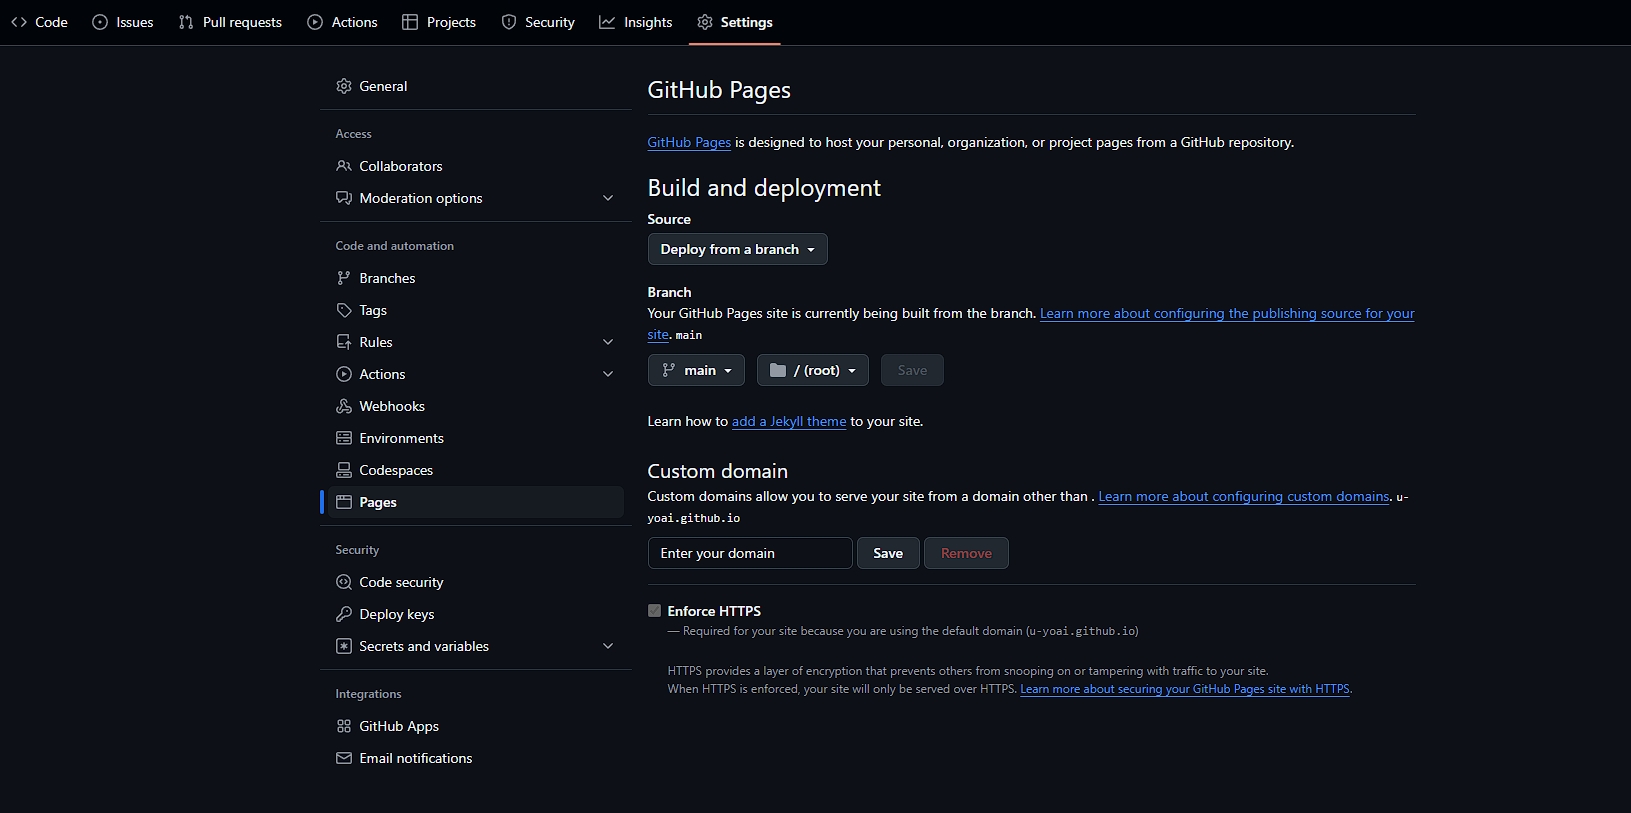 Code Issues Pull requests Actions Projects Security Insights Settings
General
Access
Collaborators
Moderation options
Code and automation
Branches
Tags
Rules
Actions
Webhooks
Environments
Codespaces
Pages
Security
Code security
Deploy keys
Secrets and variables
Integrations
GitHub Apps
Email notifications
GitHub Pages
GitHub Pages is designed to host your personal, organization, or project pages from a GitHub repository.
Build and deployment
Source
Deploy from a branch
Branch
Your GitHub Pages site is currently being built from the branch. Learn more about configuring the publishing source for your
site. main
main / (root) Save
Learn how to add a Jekyll theme to your site.
Custom domain
Custom domains allow you to serve your site from a domain other than . Learn more about configuring custom domains. u-
yoai.github.io
Enter your domain Save Remove
Enforce HTTPS
— Required for your site because you are using the default domain (u-yoai.github.io)
HTTPS provides a layer of encryption that prevents others from snooping on or tampering with traffic to your site.
When HTTPS is enforced, your site will only be served over HTTPS. Learn more about securing your GitHub Pages site with HTTPS.